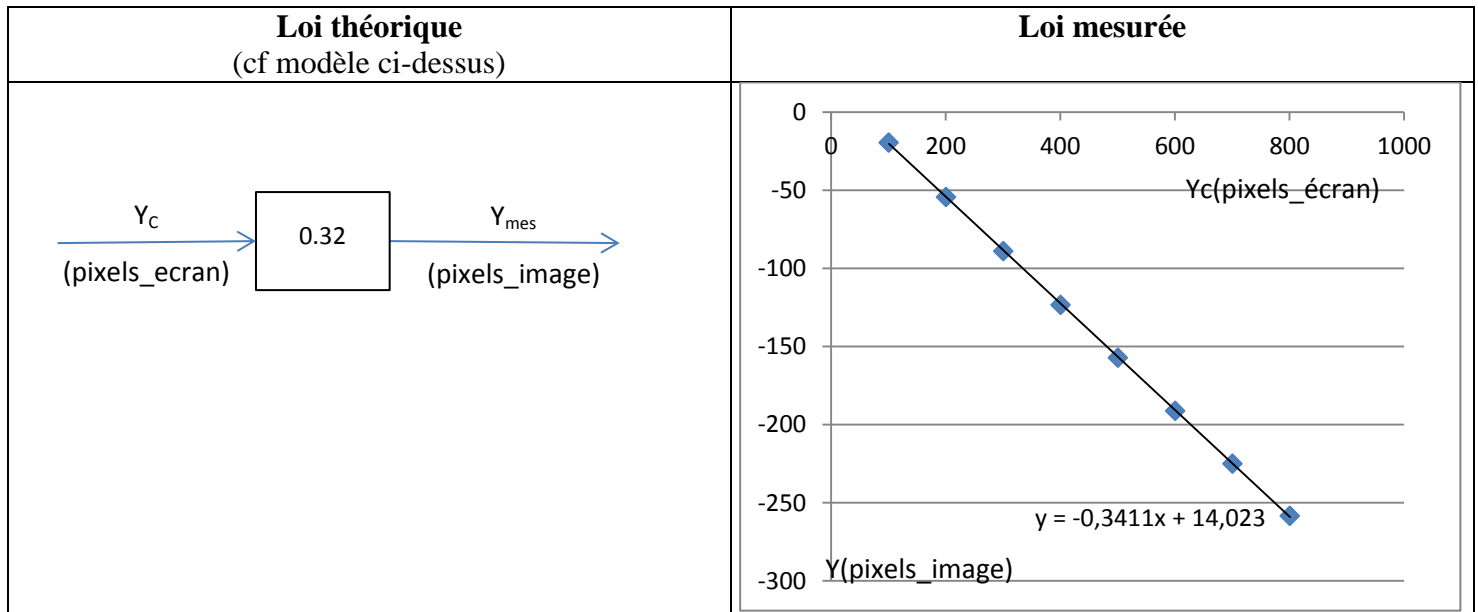 Loi théorique
(cf modèle ci-dessus)
Loi mesurée
Y_C
(pixels_ecran)
0.32
Y_mes
(pixels_image)
0
-50
-100
-150
-200
-250
-300
0 200 400 600 800 1000
Yc(pixels_écran)
y = -0,3411x + 14,023
Y(pixels_image)